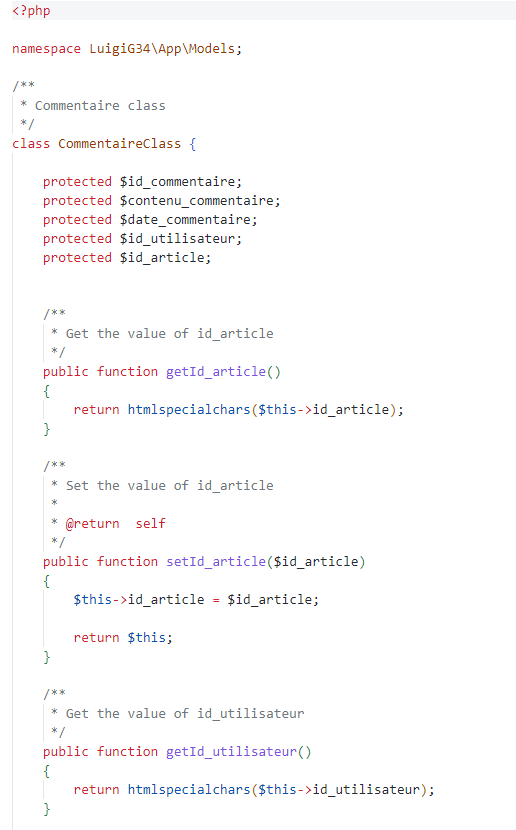 <?php
namespace LuigiG34\App\Models;
/**
* Commentaire class
*/
class CommentaireClass {
protected $id_commentaire;
protected $contenu_commentaire;
protected $date_commentaire;
protected $id_utilisateur;
protected $id_article;
/**
* Get the value of id_article
*/
public function getId_article()
{
return htmlspecialchars($this->id_article);
}
/**
* Set the value of id_article
*
* @return  self
*/
public function setId_article($id_article)
{
$this->id_article = $id_article;
return $this;
}
/**
* Get the value of id_utilisateur
*/
public function getId_utilisateur()
{
return htmlspecialchars($this->id_utilisateur);
}